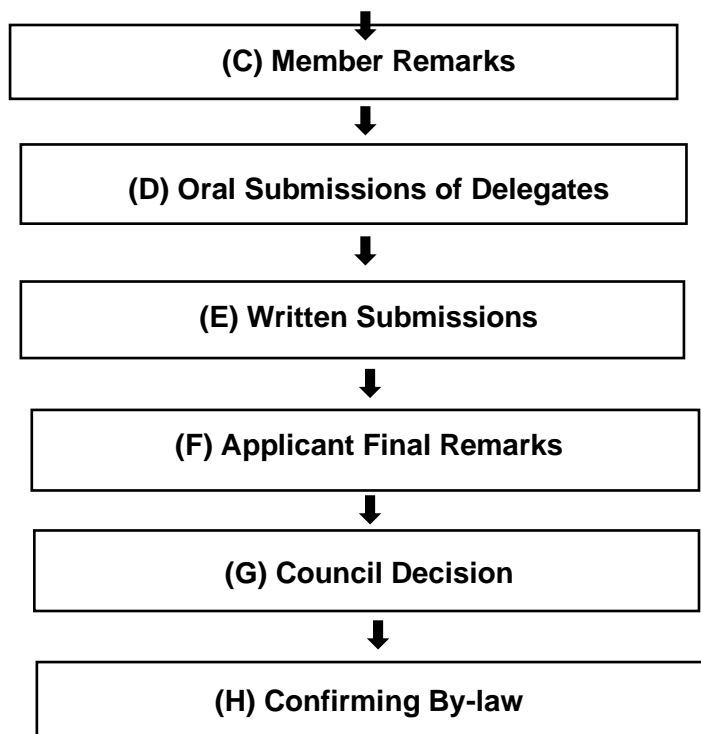 (C) Member Remarks
(D) Oral Submissions of Delegates
(E) Written Submissions
(F) Applicant Final Remarks
(G) Council Decision
(H) Confirming By-law